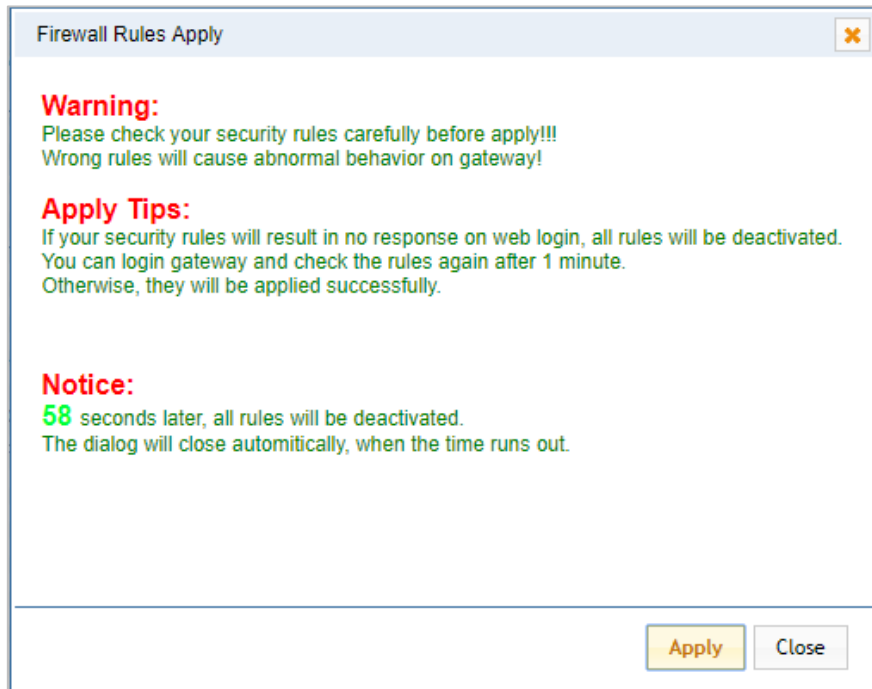 Firewall Rules Apply
Warning:
Please check your security rules carefully before apply!!!
Wrong rules will cause abnormal behavior on gateway!
Apply Tips:
If your security rules will result in no response on web login, all rules will be deactivated.
You can login gateway and check the rules again after 1 minute.
Otherwise, they will be applied successfully.
Notice:
58 seconds later, all rules will be deactivated.
The dialog will close automitically, when the time runs out.
Apply Close